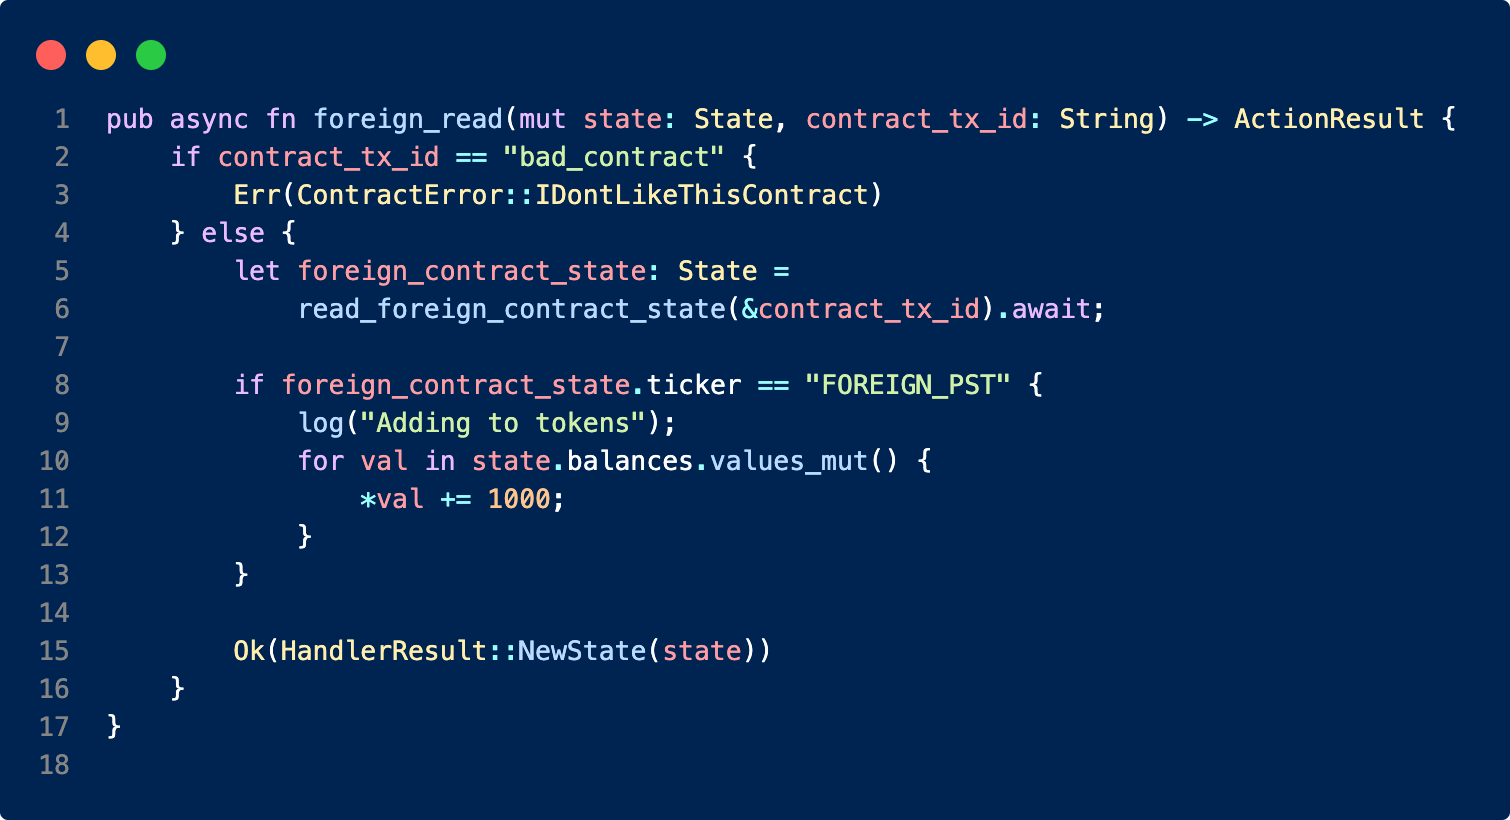 1 pub async fn foreign_read(mut state: State, contract_tx_id: String) -> ActionResult {
2     if contract_tx_id == "bad_contract" {
3         Err(ContractError::IDontLikeThisContract)
4     } else {
5         let foreign_contract_state: State =
6             read_foreign_contract_state(&contract_tx_id).await;
7
8         if foreign_contract_state.ticker == "FOREIGN_PST" {
9             log("Adding to tokens");
10             for val in state.balances.values_mut() {
11                 *val += 1000;
12             }
13         }
14
15         Ok(HandlerResult::NewState(state))
16     }
17 }
18